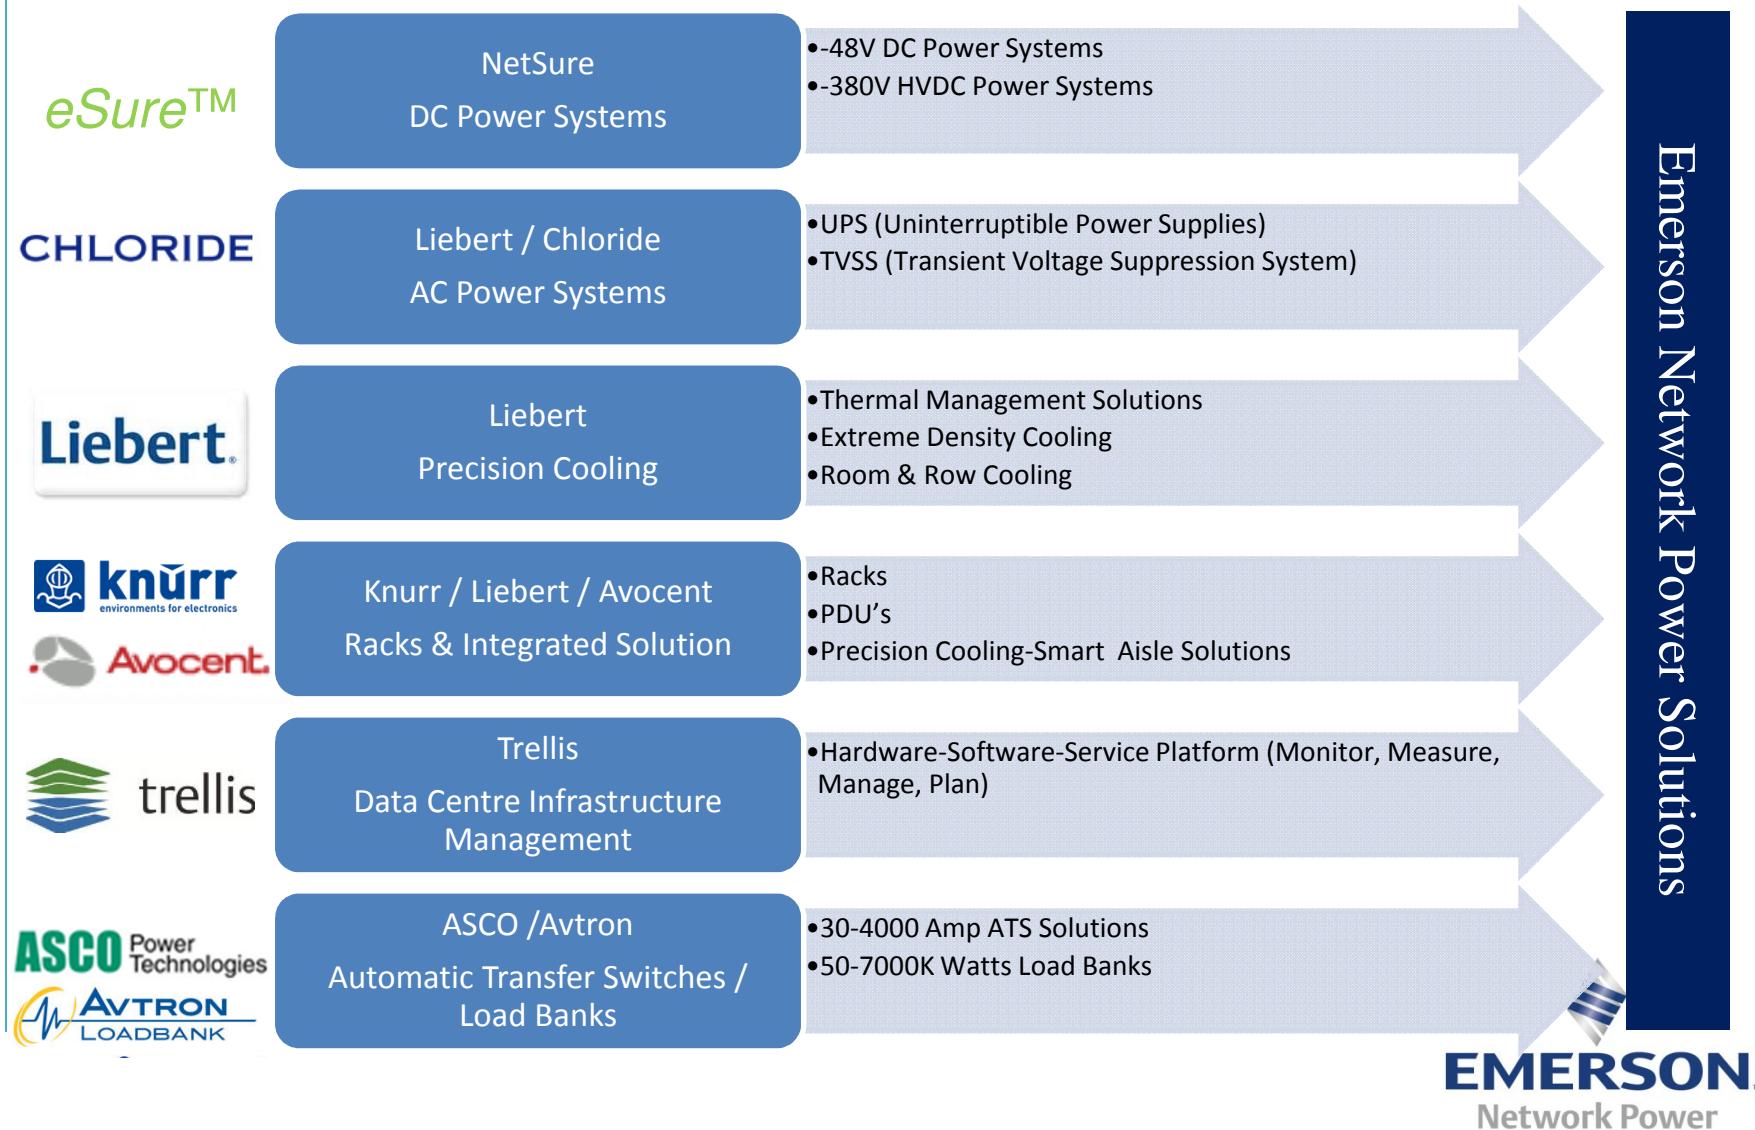 eSure™
NetSure
DC Power Systems
•-48V DC Power Systems
•-380V HVDC Power Systems
CHLORIDE
Liebert / Chloride
AC Power Systems
•UPS (Uninterruptible Power Supplies)
•TVSS (Transient Voltage Suppression System)
Liebert®
Liebert
Precision Cooling
•Thermal Management Solutions
•Extreme Density Cooling
•Room & Row Cooling
knürr
environments for electronics
Avocent.
Knurr / Liebert / Avocent
Racks & Integrated Solution
•Racks
•PDU’s
•Precision Cooling-Smart Aisle Solutions
trellis
Trellis
Data Centre Infrastructure
Management
•Hardware-Software-Service Platform (Monitor, Measure,
Manage, Plan)
ASCO Power
Technologies
AVTRON
LOADBANK
ASCO /Avtron
Automatic Transfer Switches /
Load Banks
•30-4000 Amp ATS Solutions
•50-7000K Watts Load Banks
Emerson Network Power Solutions
EMERSON.
Network Power